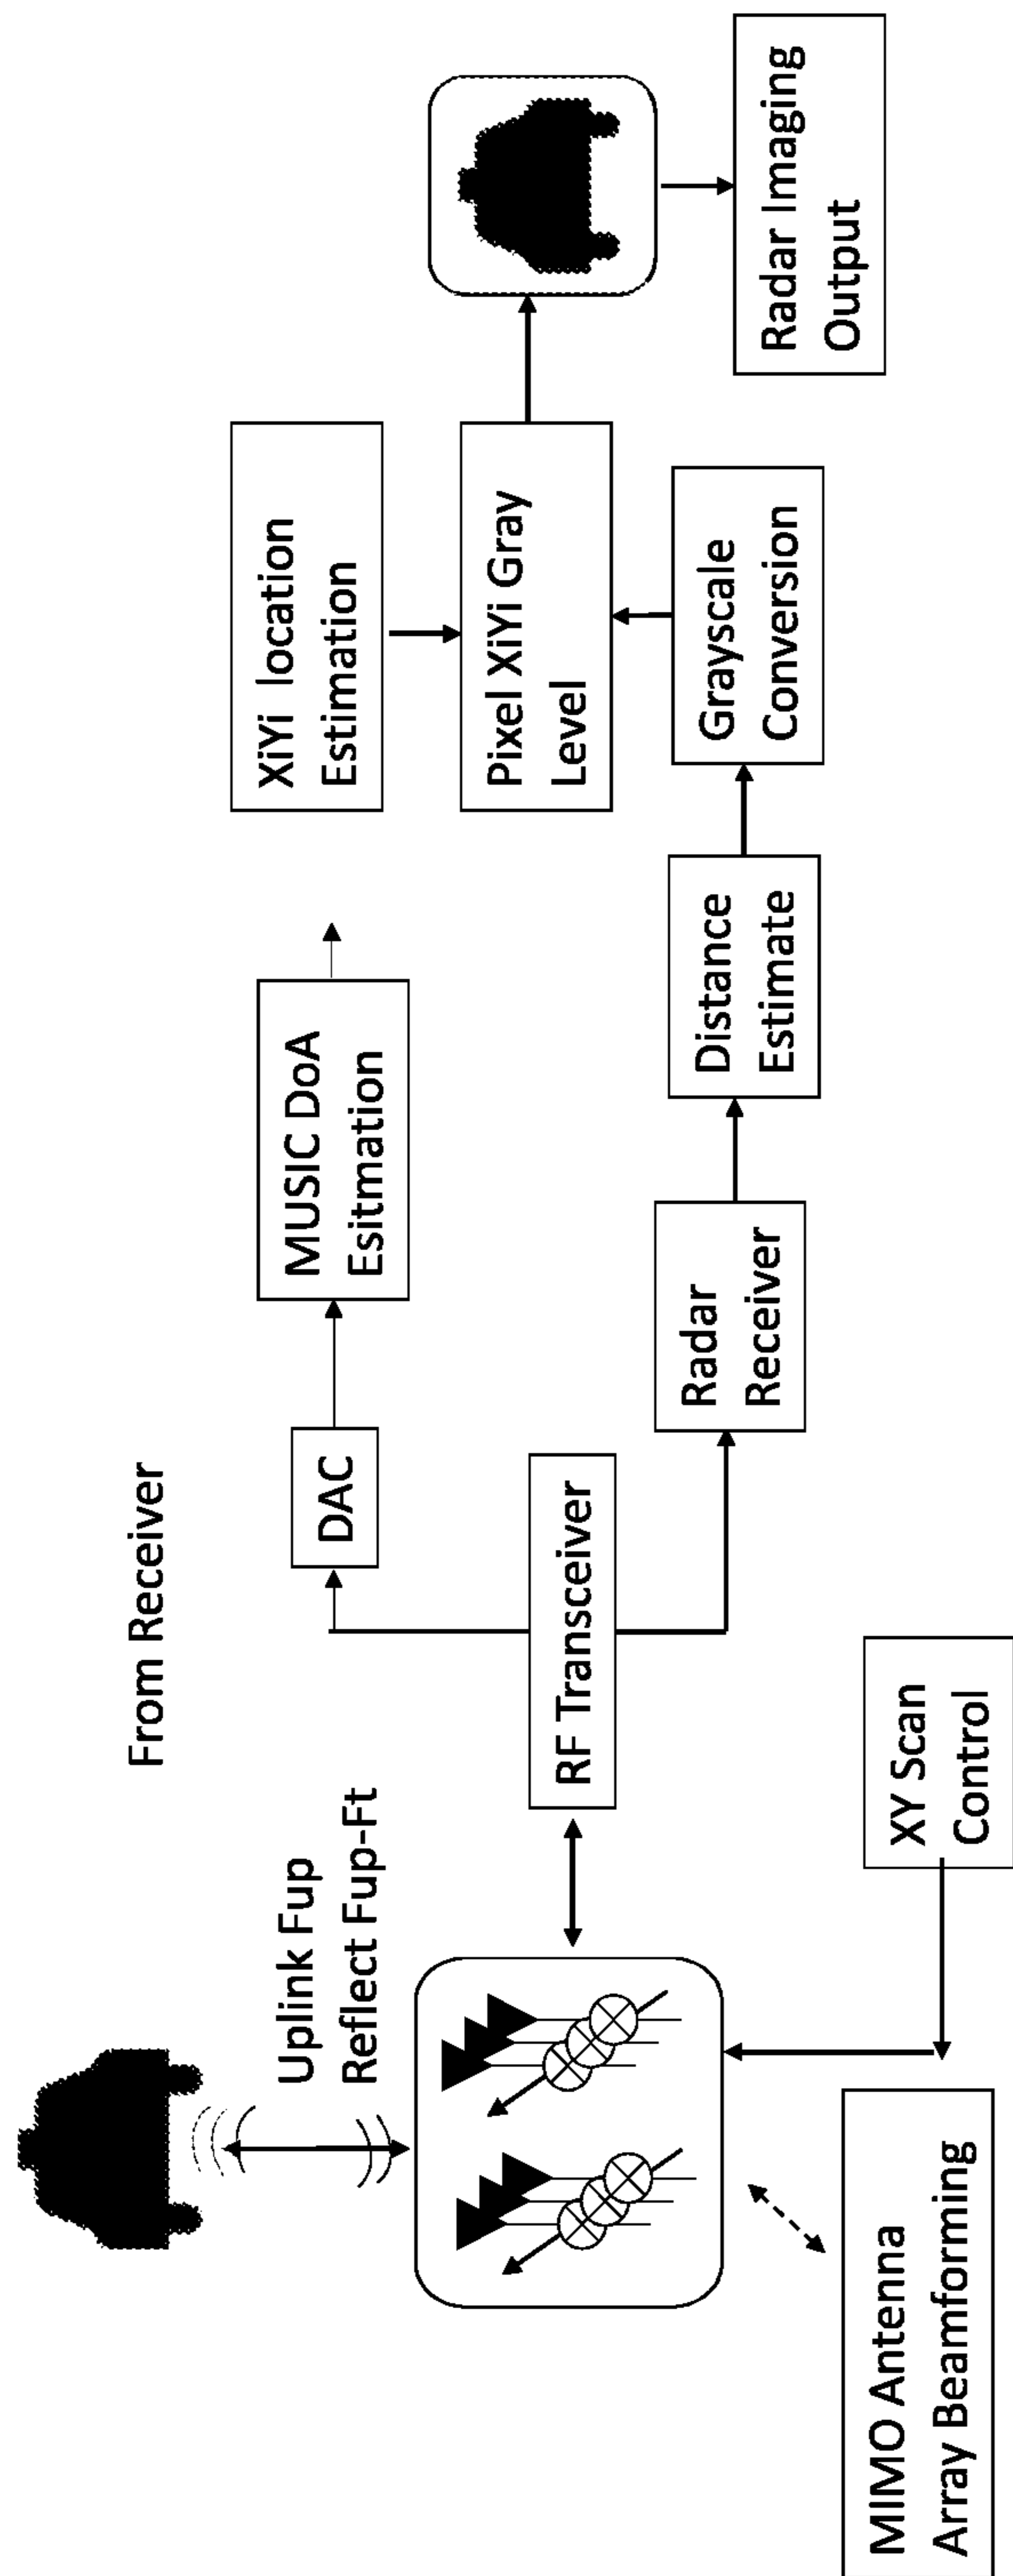 From Receiver
Uplink Fup
Reflect Fup-Ft
DAC
MUSIC DoA
Esitmation
XiYi location
Estimation
RF Transceiver
Pixel XiYi Gray
Level
Radar
Receiver
Distance
Estimate
Grayscale
Conversion
Radar Imaging
Output
XY Scan
Control
MIMO Antenna
Array Beamforming